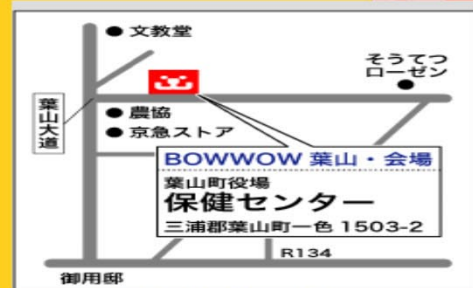 文教堂
そうてつ
ローゼン
葉山大道
農協
京急ストア
BOWWOW 葉山・会場
葉山町役場
保健センター
三浦郡葉山町一色 1503-2
R134
御用邸